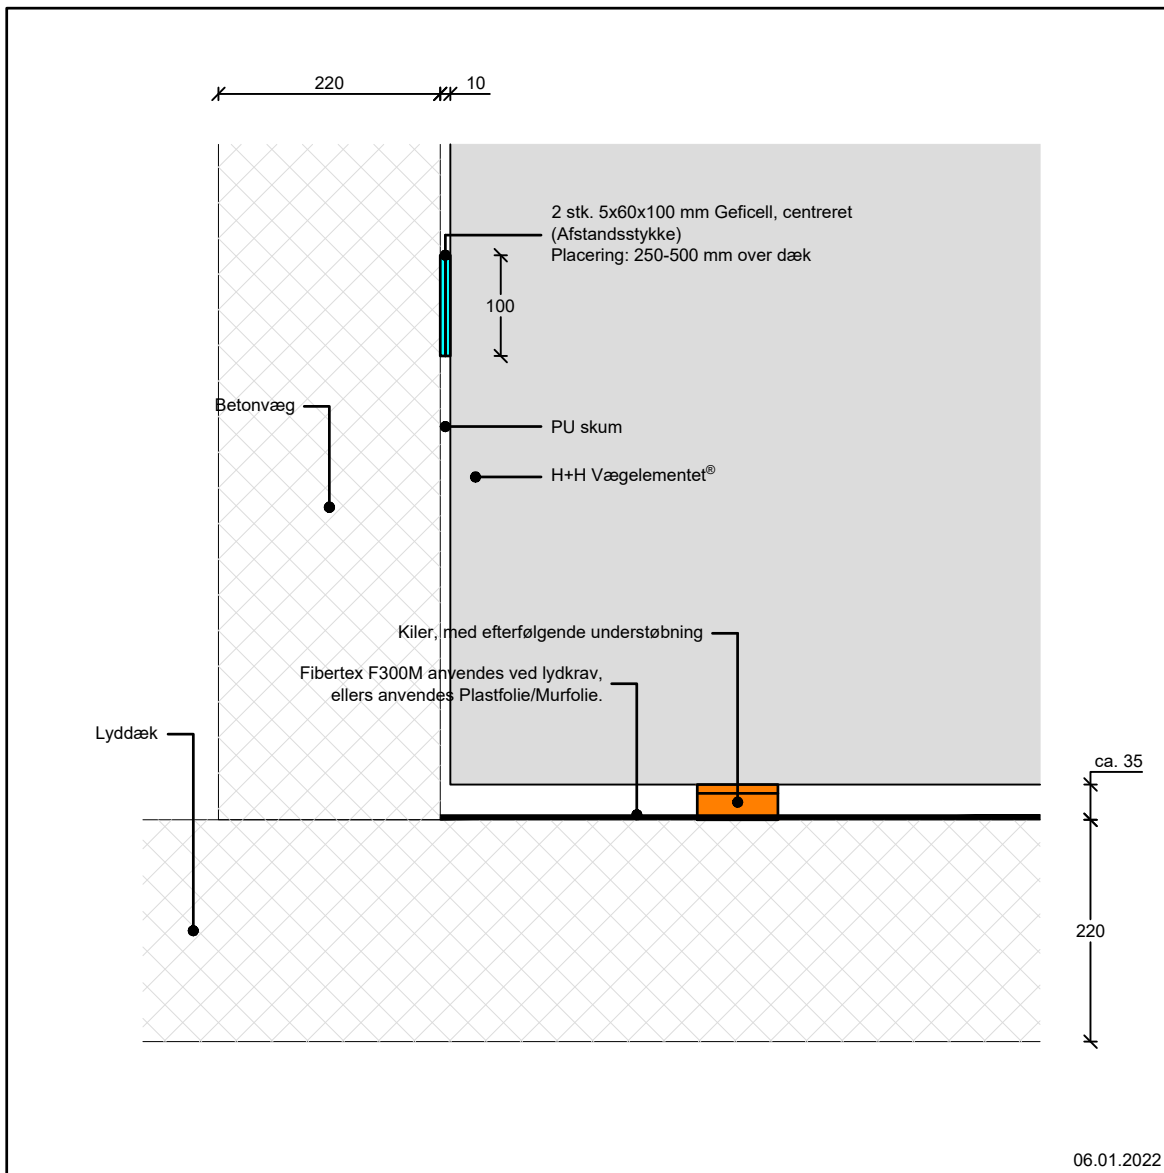 220
10
2 stk. 5x60x100 mm Geficell, centreret
(Afstandsstykke)
Placering: 250-500 mm over dæk
100
Betonvæg
PU skum
H+H Vægelementet®
Kiler, med efterfølgende understøbning
Fibertex F300M anvendes ved lydkrav,
ellers anvendes Plastfolie/Murfolie.
Lyddæk
ca. 35
220
06.01.2022